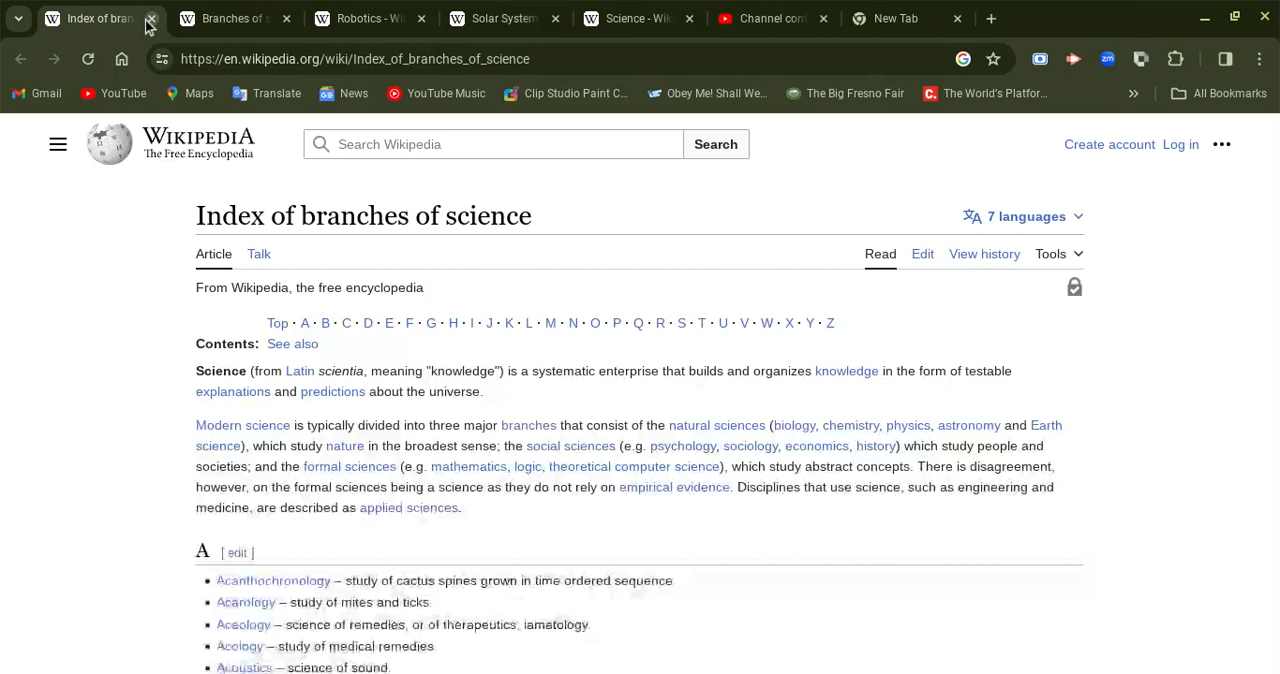 Index of bran
Branches of s
Robotics - Wi
Solar System
Science - Wik
Channel cont
New Tab
https://en.wikipedia.org/wiki/Index_of_branches_of_science
Gmail YouTube Maps Translate News YouTube Music Clip Studio Paint C... Obey Me! Shall We... The Big Fresno Fair The World's Platfor... All Bookmarks
WIKIPEDIA
The Free Encyclopedia
Search Wikipedia
Search
Create account Log in
Index of branches of science
7 languages
Article Talk
Read Edit View history Tools
From Wikipedia, the free encyclopedia
Top · A · B · C · D · E · F · G · H · I · J · K · L · M · N · O · P · Q · R · S · T · U · V · W · X · Y · Z
Contents: See also
Science (from Latin scientia, meaning "knowledge") is a systematic enterprise that builds and organizes knowledge in the form of testable
explanations and predictions about the universe.
Modern science is typically divided into three major branches that consist of the natural sciences (biology, chemistry, physics, astronomy and Earth
science), which study nature in the broadest sense; the social sciences (e.g. psychology, sociology, economics, history) which study people and
societies; and the formal sciences (e.g. mathematics, logic, theoretical computer science), which study abstract concepts. There is disagreement,
however, on the formal sciences being a science as they do not rely on empirical evidence. Disciplines that use science, such as engineering and
medicine, are described as applied sciences.
A [ edit ]
Acanthochronology – study of cactus spines grown in time ordered sequence
Acarology – study of mites and ticks
Aceology – science of remedies, or of therapeutics; iamatology.
Acology – study of medical remedies
Acoustics – science of sound.